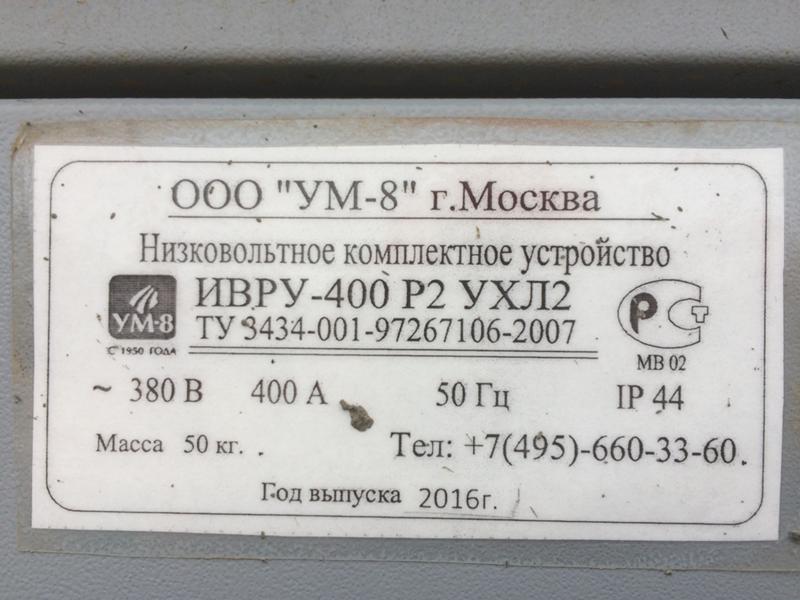 ООО "УМ-8" г.Москва
Низковольтное комплектное устройство
ИВРУ-400 Р2 УХЛ2
УМ-8
ТУ 3434-001-97267106-2007
С 1950 ГОДА
РСТ
МВ 02
~ 380 В 400 А 50 Гц IP 44
Масса 50 кг. Тел: +7(495)-660-33-60
Год выпуска 2016г.